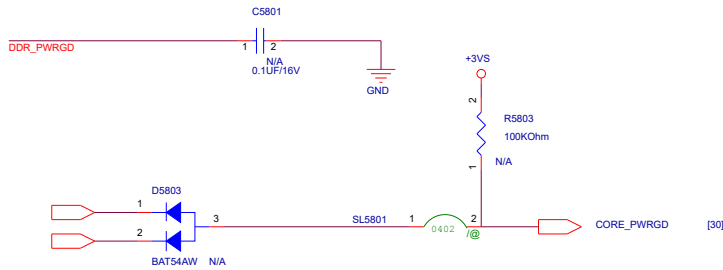 C5801
DDR_PWRGD
1 2
N/A
0.1UF/16V
GND
+3VS
2
R5803
100KOhm
N/A
1
D5803
1
3
SL5801
1
2
0402
/@
CORE_PWRGD [30]
2
BAT54AW N/A